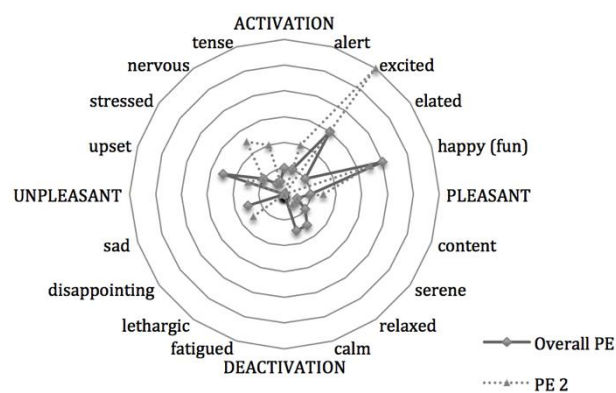 ACTIVATION
tense
alert
nervous
excited
stressed
elated
upset
happy (fun)
UNPLEASANT
PLEASANT
sad
content
disappointing
serene
lethargic
relaxed
fatigued
calm
DEACTIVATION
Overall PE
PE 2